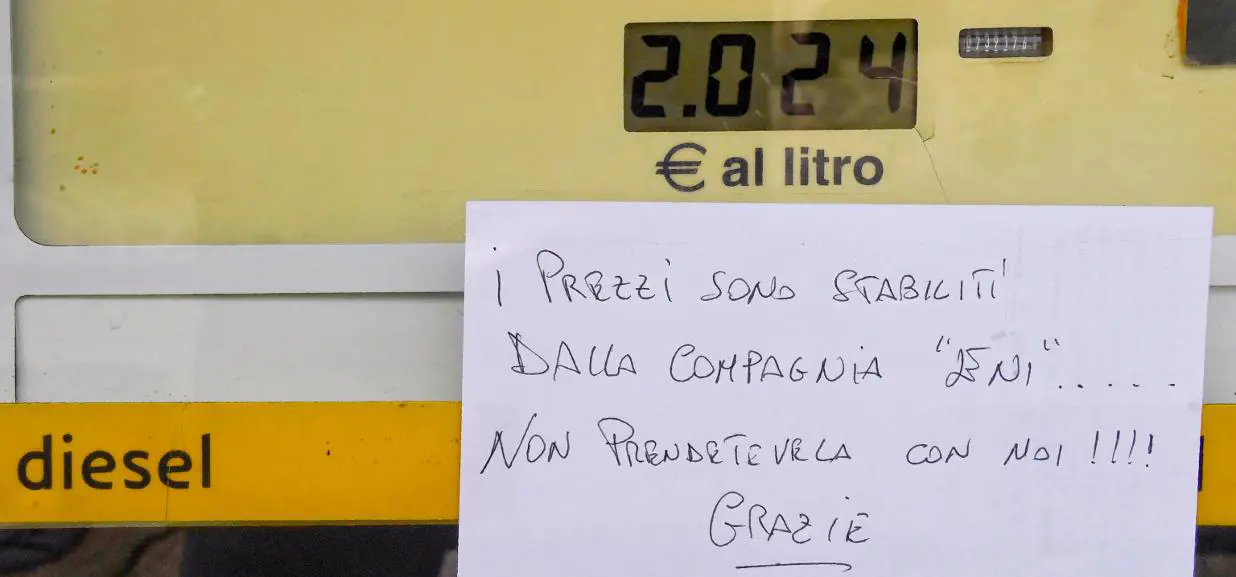 2.024
€ al litro
i PREZZi SONO STABILITI
DALLA COMPAGNiA "ENI".....
diesel
NON PRENDETEVELA CON NOI !!!!
GRAZIE